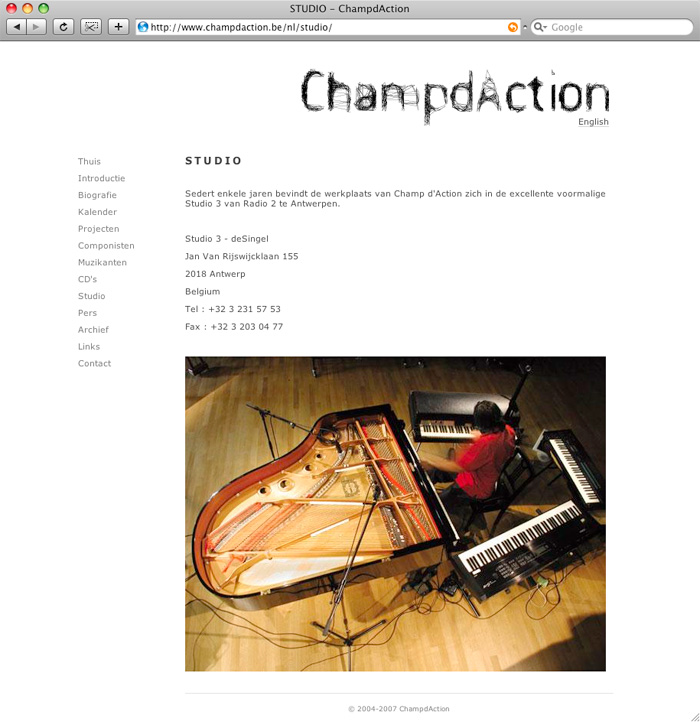 STUDIO – ChampdAction
http://www.champdaction.be/nl/studio/
Google
ChampdAction
English
Thuis
Introductie
Biografie
Kalender
Projecten
Componisten
Muzikanten
CD's
Studio
Pers
Archief
Links
Contact
STUDIO
Sedert enkele jaren bevindt de werkplaats van Champ d'Action zich in de excellente voormalige
Studio 3 van Radio 2 te Antwerpen.
Studio 3 - deSingel
Jan Van Rijswijcklaan 155
2018 Antwerp
Belgium
Tel : +32 3 231 57 53
Fax : +32 3 203 04 77
© 2004-2007 ChampdAction